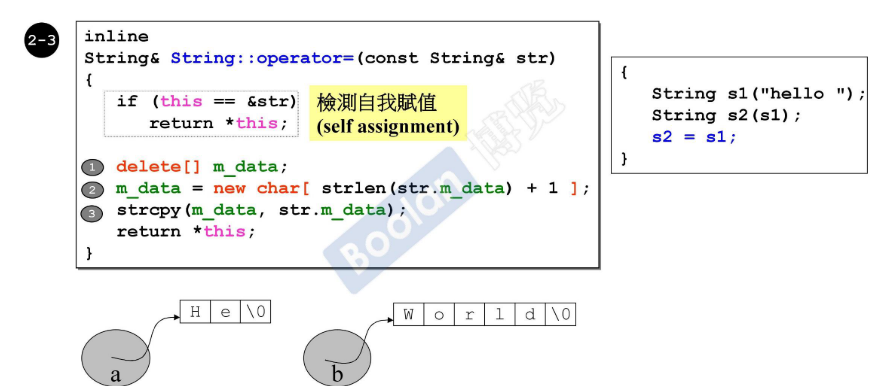 2-3
inline
String& String::operator=(const String& str)
{
if (this == &str)
return *this;
檢測自我賦值
(self assignment)
1 delete[] m_data;
2 m_data = new char[ strlen(str.m_data) + 1 ];
3 strcpy(m_data, str.m_data);
return *this;
}
{
String s1("hello ");
String s2(s1);
s2 = s1;
}
Boolan 博览
H e \0
W o r l d \0
a
b